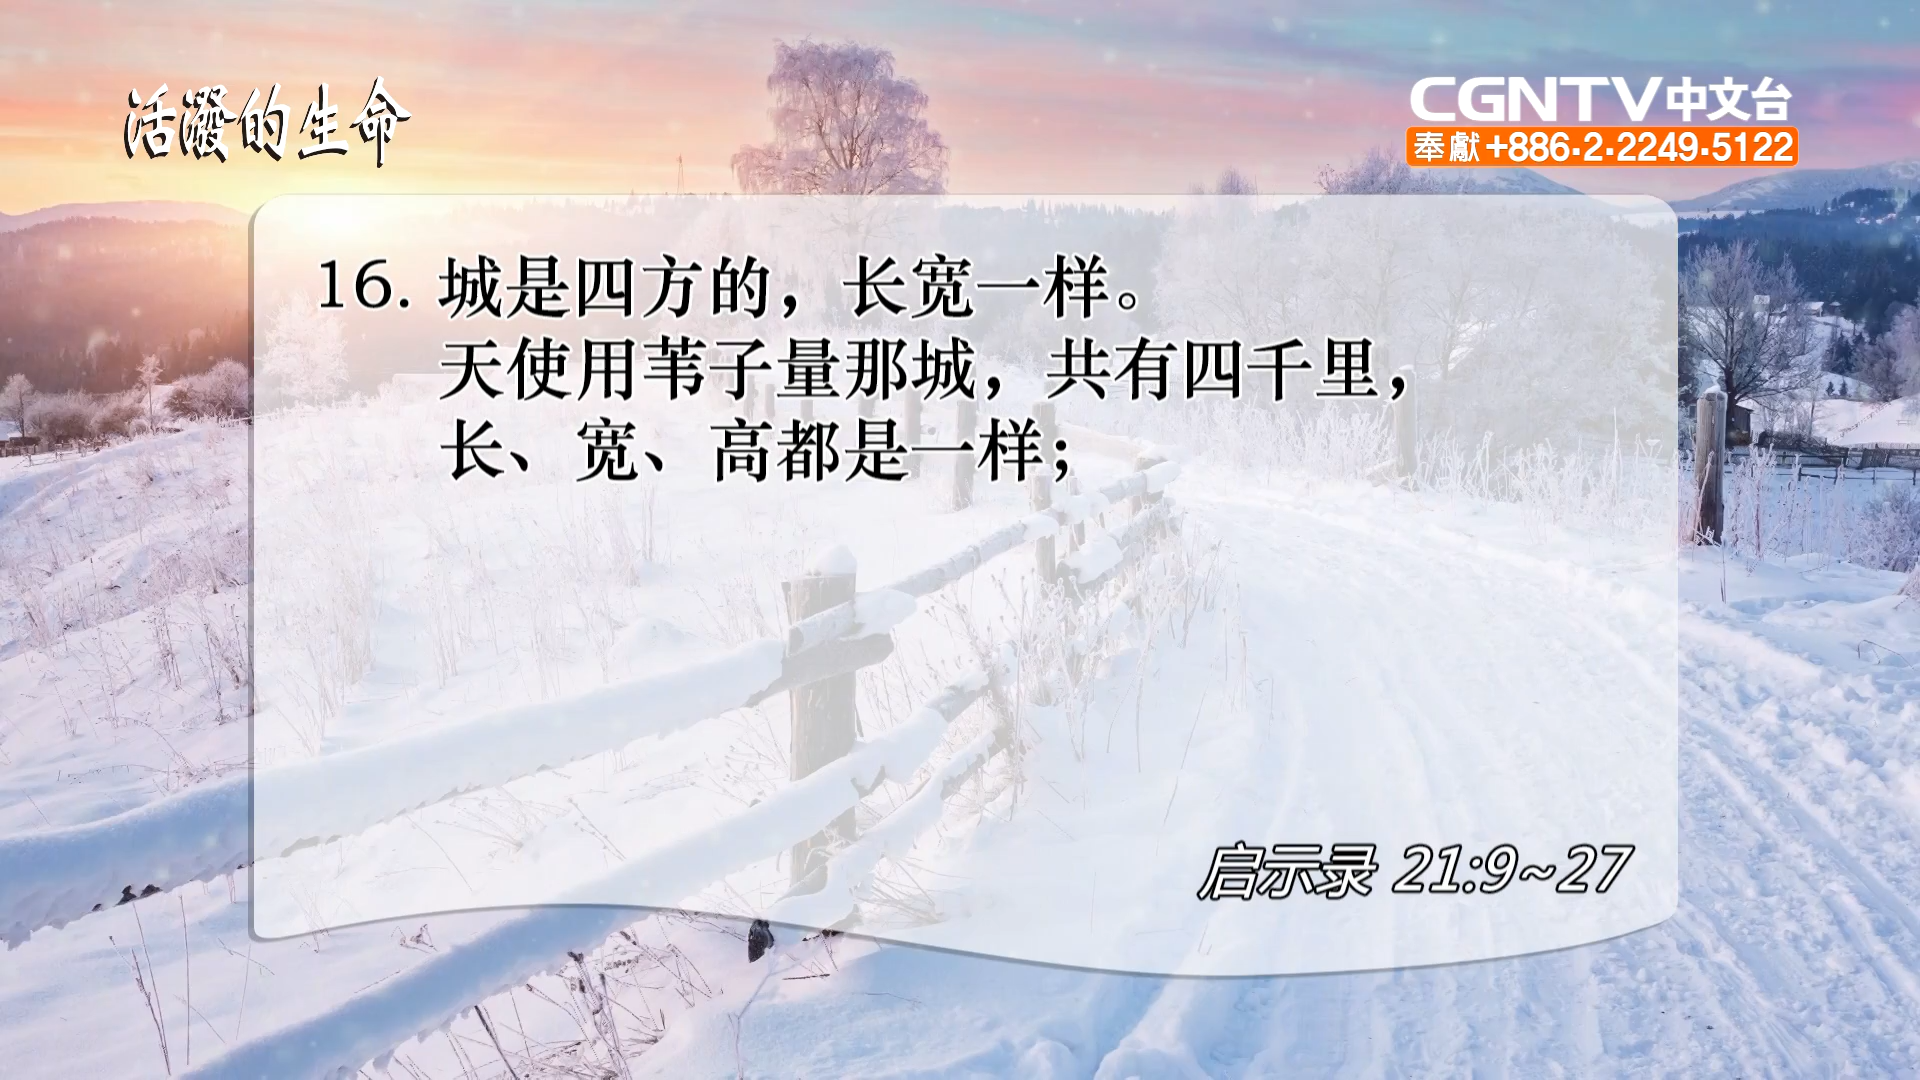 活潑的生命
CGNTV中文台
奉獻+886·2·2249·5122
16. 城是四方的，长宽一样。
天使用苇子量那城，共有四千里，
长、宽、高都是一样；
启示录 21:9~27